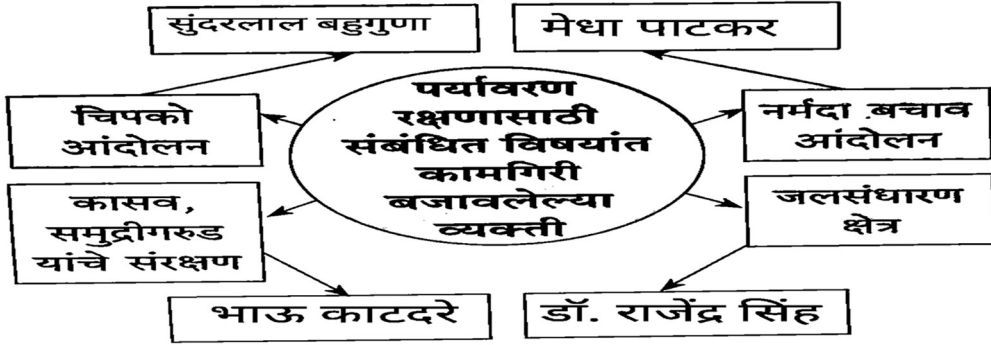 सुंदरलाल बहुगुणा
मेधा पाटकर
चिपको
आंदोलन
पर्यावरण
रक्षणासाठी
संबंधित विषयांत
कामगिरी
बजावलेल्या
व्यक्ती
नर्मदा बचाव
आंदोलन
कासव,
समुद्रीगरुड
यांचे संरक्षण
जलसंधारण
क्षेत्र
भाऊ काटदरे
डॉ. राजेंद्र सिंह